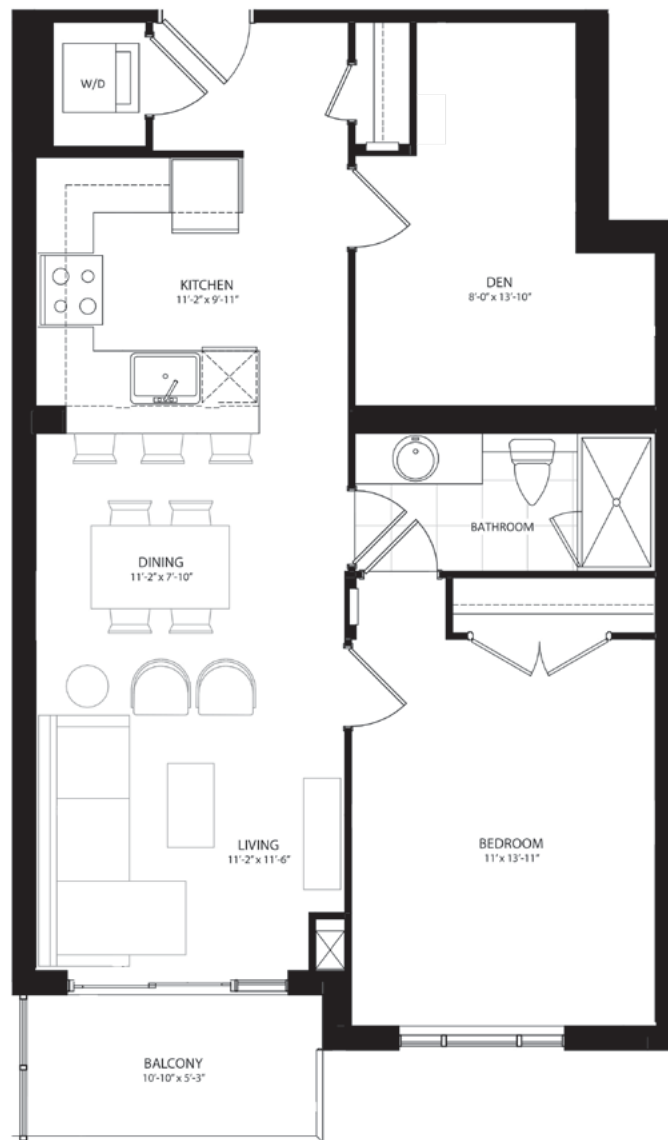 W/D
KITCHEN
11'-2" x 9'-11"
DEN
8'-0" x 13'-10"
BATHROOM
DINING
11'-2" x 7'-10"
LIVING
11'-2" x 11'-6"
BEDROOM
11' x 13'-11"
BALCONY
10'-10" x 5'-3"